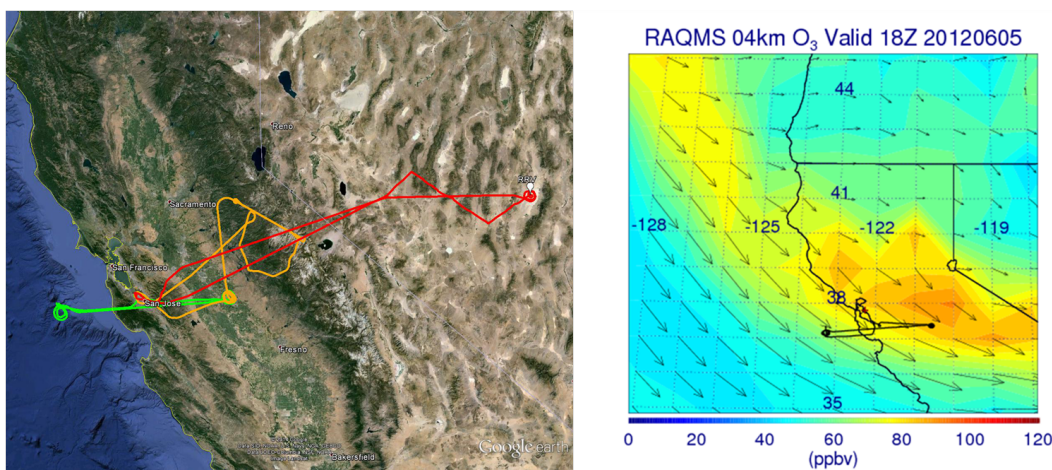 Reno
RRV
Sacramento
San Francisco
San Jose
Fresno
Bakersfield
Google earth
RAQMS 04km O3 Valid 18Z 20120605
44
41
-128
-125
-122
-119
38
35
0
20
40
60
80
100
120
(ppbv)